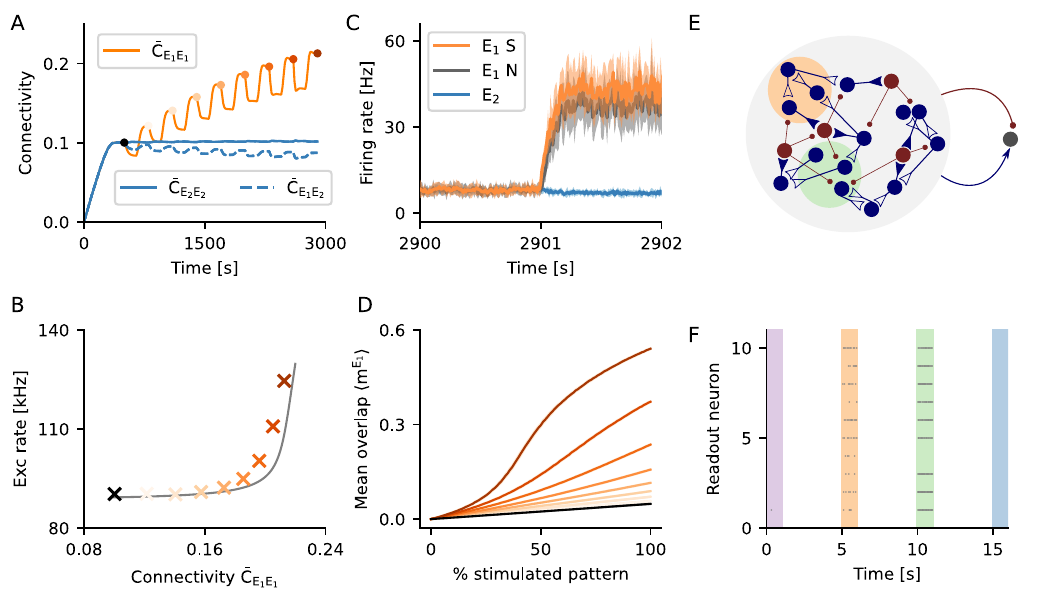 A
0.2
0.1
0.0
Connectivity
C̄E₁E₁
C̄E₂E₂
C̄E₁E₂
0
1500
3000
Time [s]
B
140
110
80
Exc rate [kHz]
0.08
0.16
0.24
Connectivity C̄E₁E₁
C
60
30
0
Firing rate [Hz]
E₁ S
E₁ N
E₂
2900
2901
2902
Time [s]
D
0.6
0.3
0.0
Mean overlap ⟨mᴱ¹⟩
0
50
100
% stimulated pattern
E
F
10
5
0
Readout neuron
0
5
10
15
Time [s]